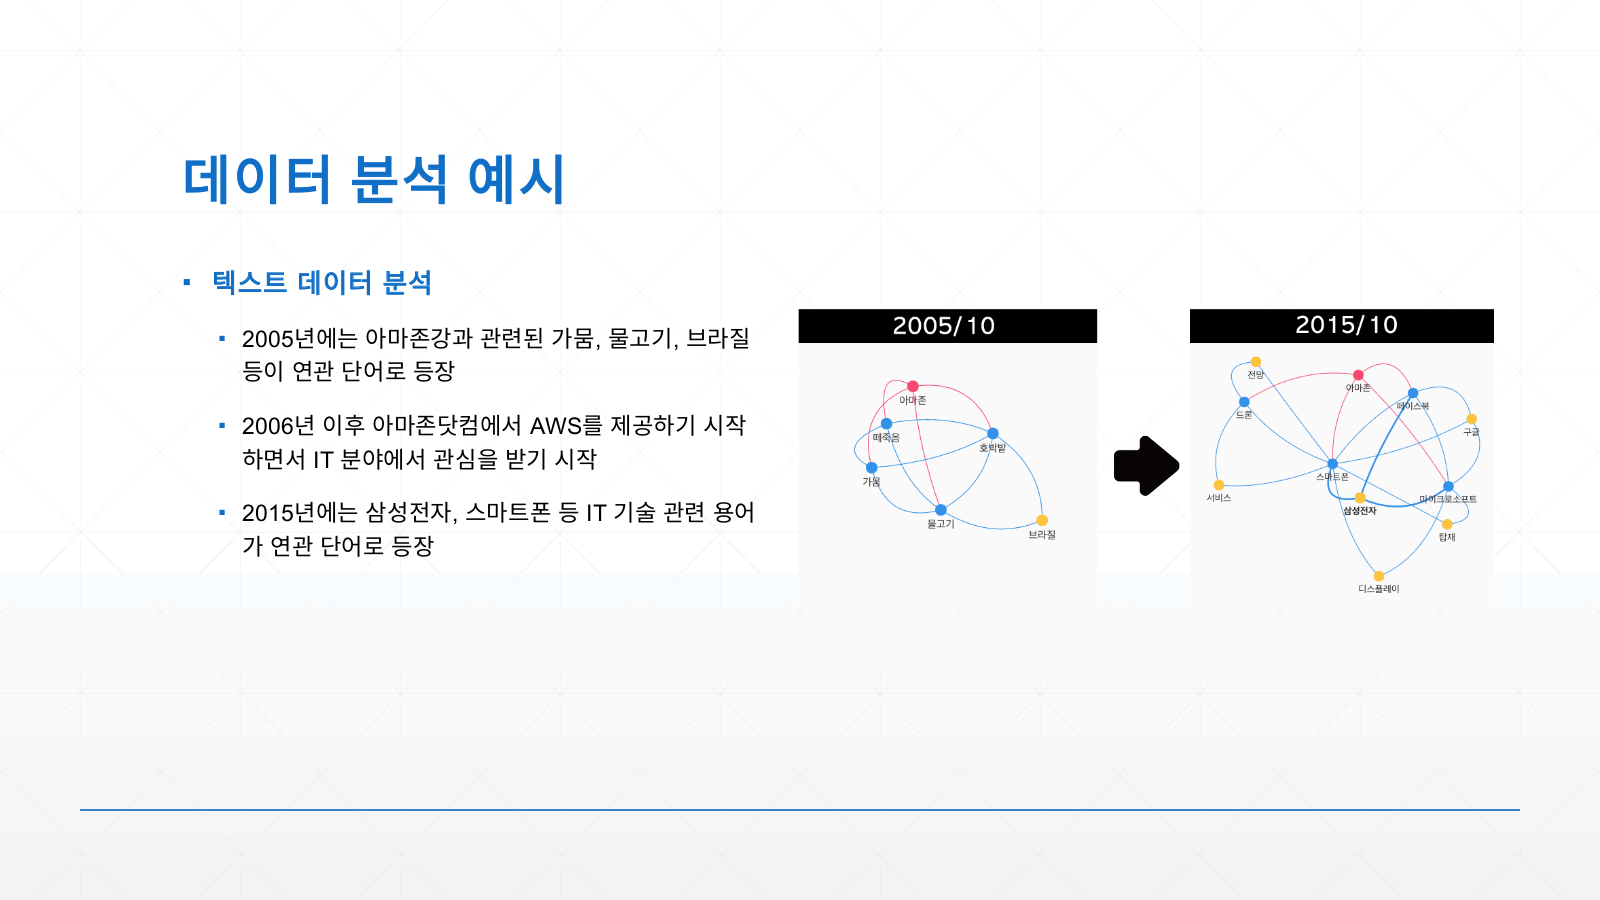 데이터 분석 예시
텍스트 데이터 분석
2005년에는 아마존강과 관련된 가뭄, 물고기, 브라질
등이 연관 단어로 등장
2006년 이후 아마존닷컴에서 AWS를 제공하기 시작
하면서 IT 분야에서 관심을 받기 시작
2015년에는 삼성전자, 스마트폰 등 IT 기술 관련 용어
가 연관 단어로 등장
2005/10
아마존
떼죽음
호박밭
가뭄
물고기
브라질
2015/10
전망
아마존
드론
페이스북
구글
스마트폰
서비스
삼성전자
마이크로소프트
탑재
디스플레이